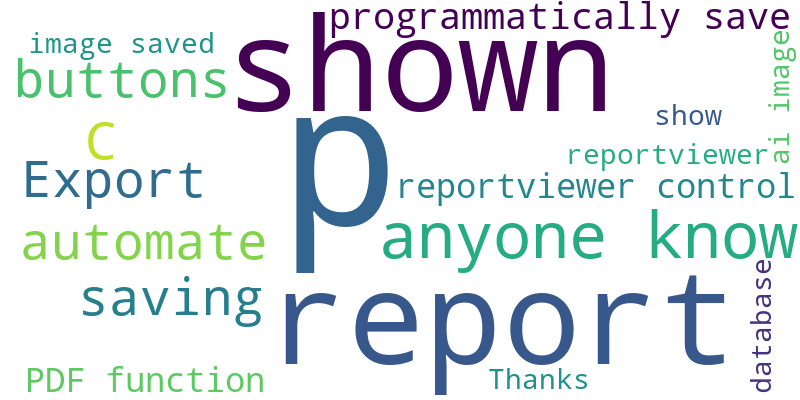 programmatically save
image saved
shown
buttons
ai image
p
show
C
reportviewer
Export
reportviewer control
anyone know
automate
database
saving
report
PDF function
Thanks